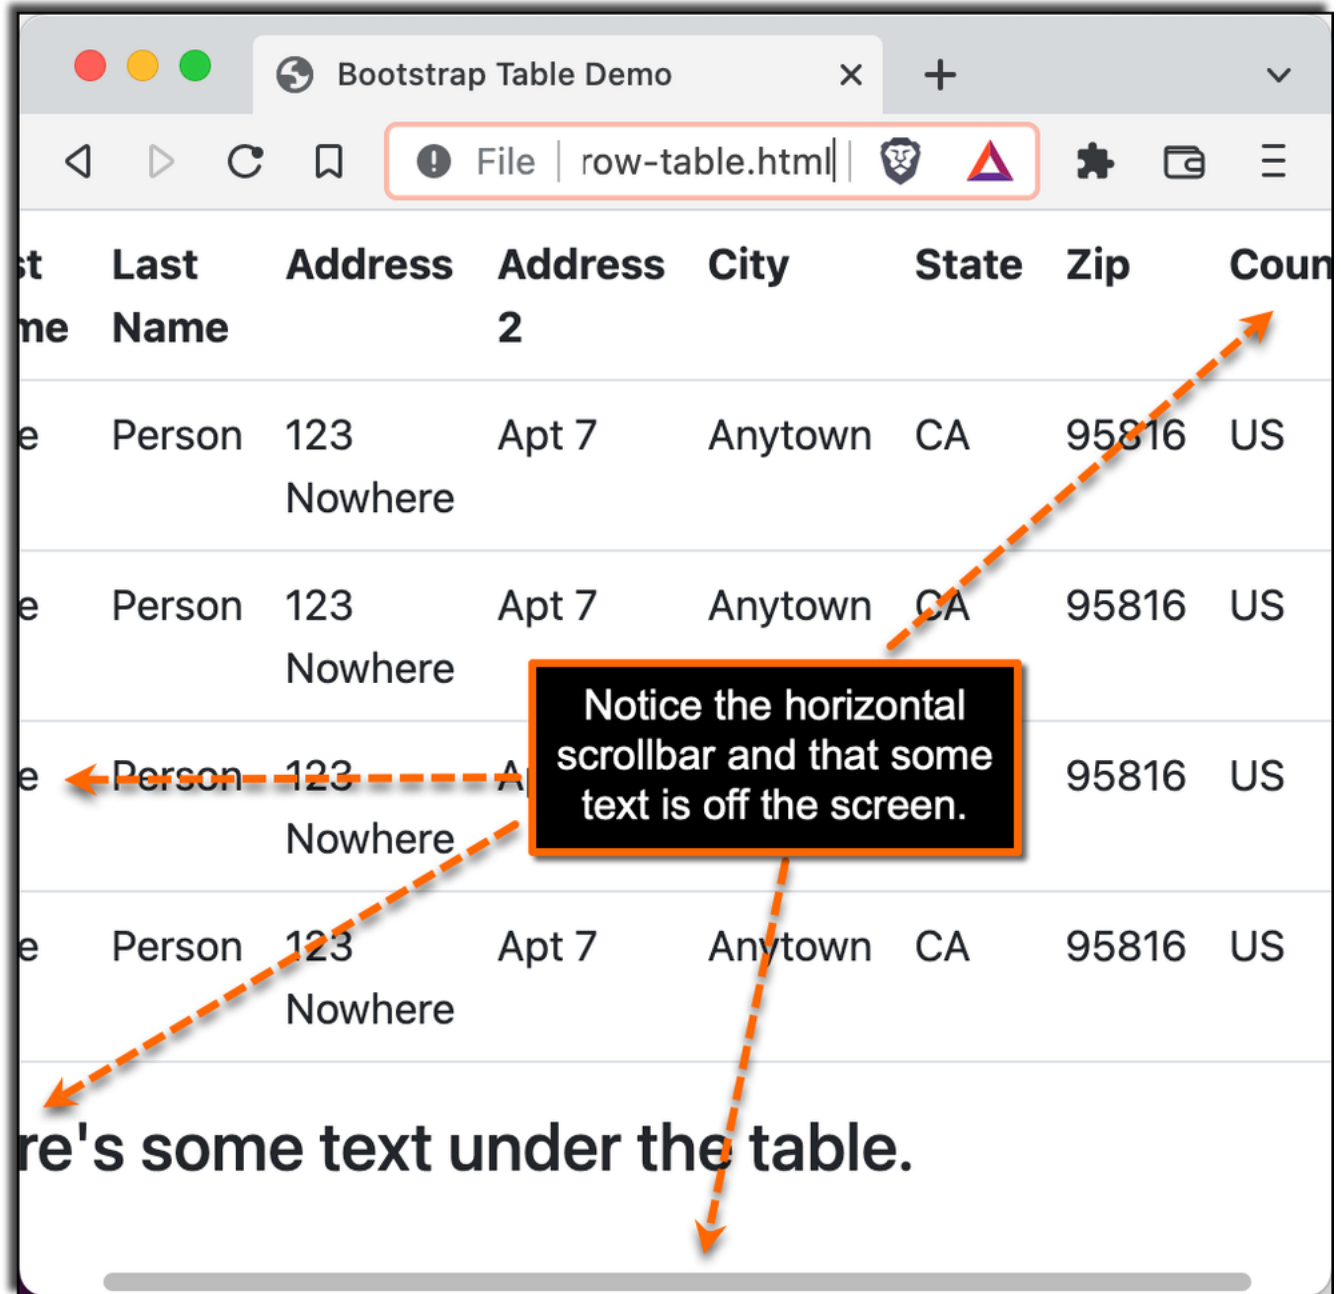 Bootstrap Table Demo
File row-table.html
st Last Address Address City State Zip Coun
me Name 2
e Person 123 Apt 7 Anytown CA 95816 US
Nowhere
e Person 123 Apt 7 Anytown CA 95816 US
Nowhere
Notice the horizontal
scrollbar and that some
text is off the screen.
e Person 123 A 95816 US
Nowhere
e Person 123 Apt 7 Anytown CA 95816 US
Nowhere
re's some text under the table.